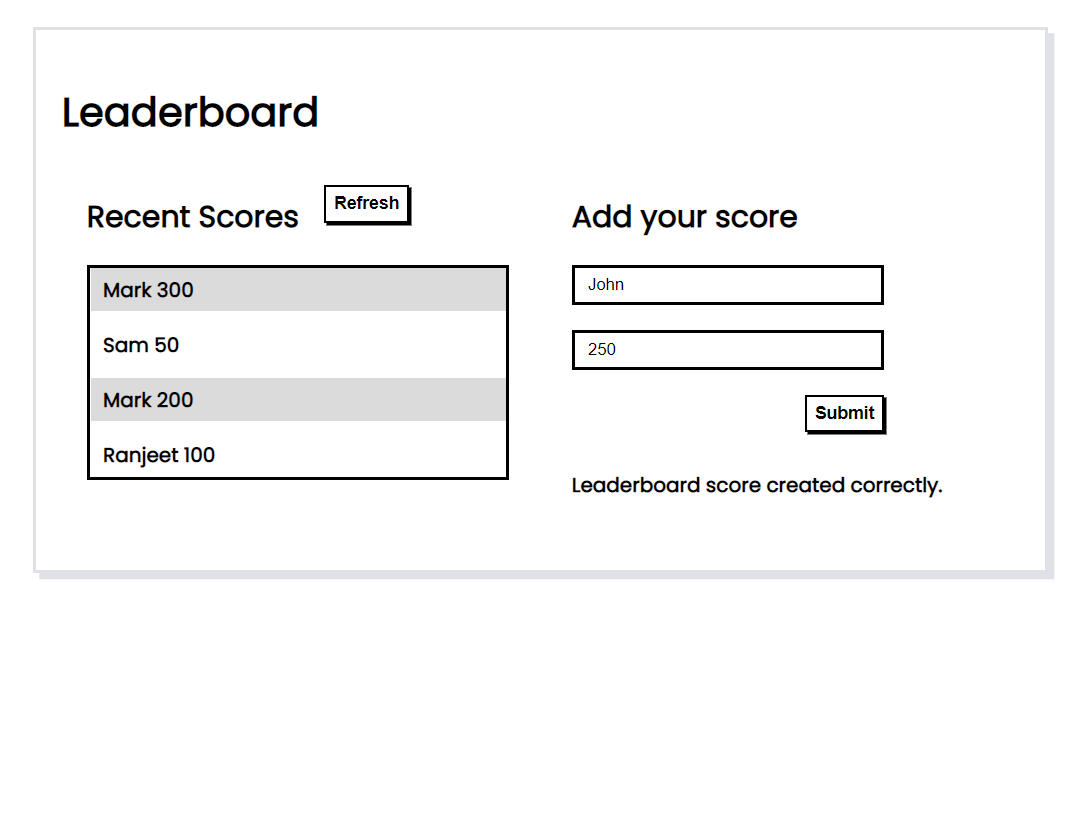 Leaderboard
Recent Scores
Refresh
Mark 300
Sam 50
Mark 200
Ranjeet 100
Add your score
John
250
Submit
Leaderboard score created correctly.